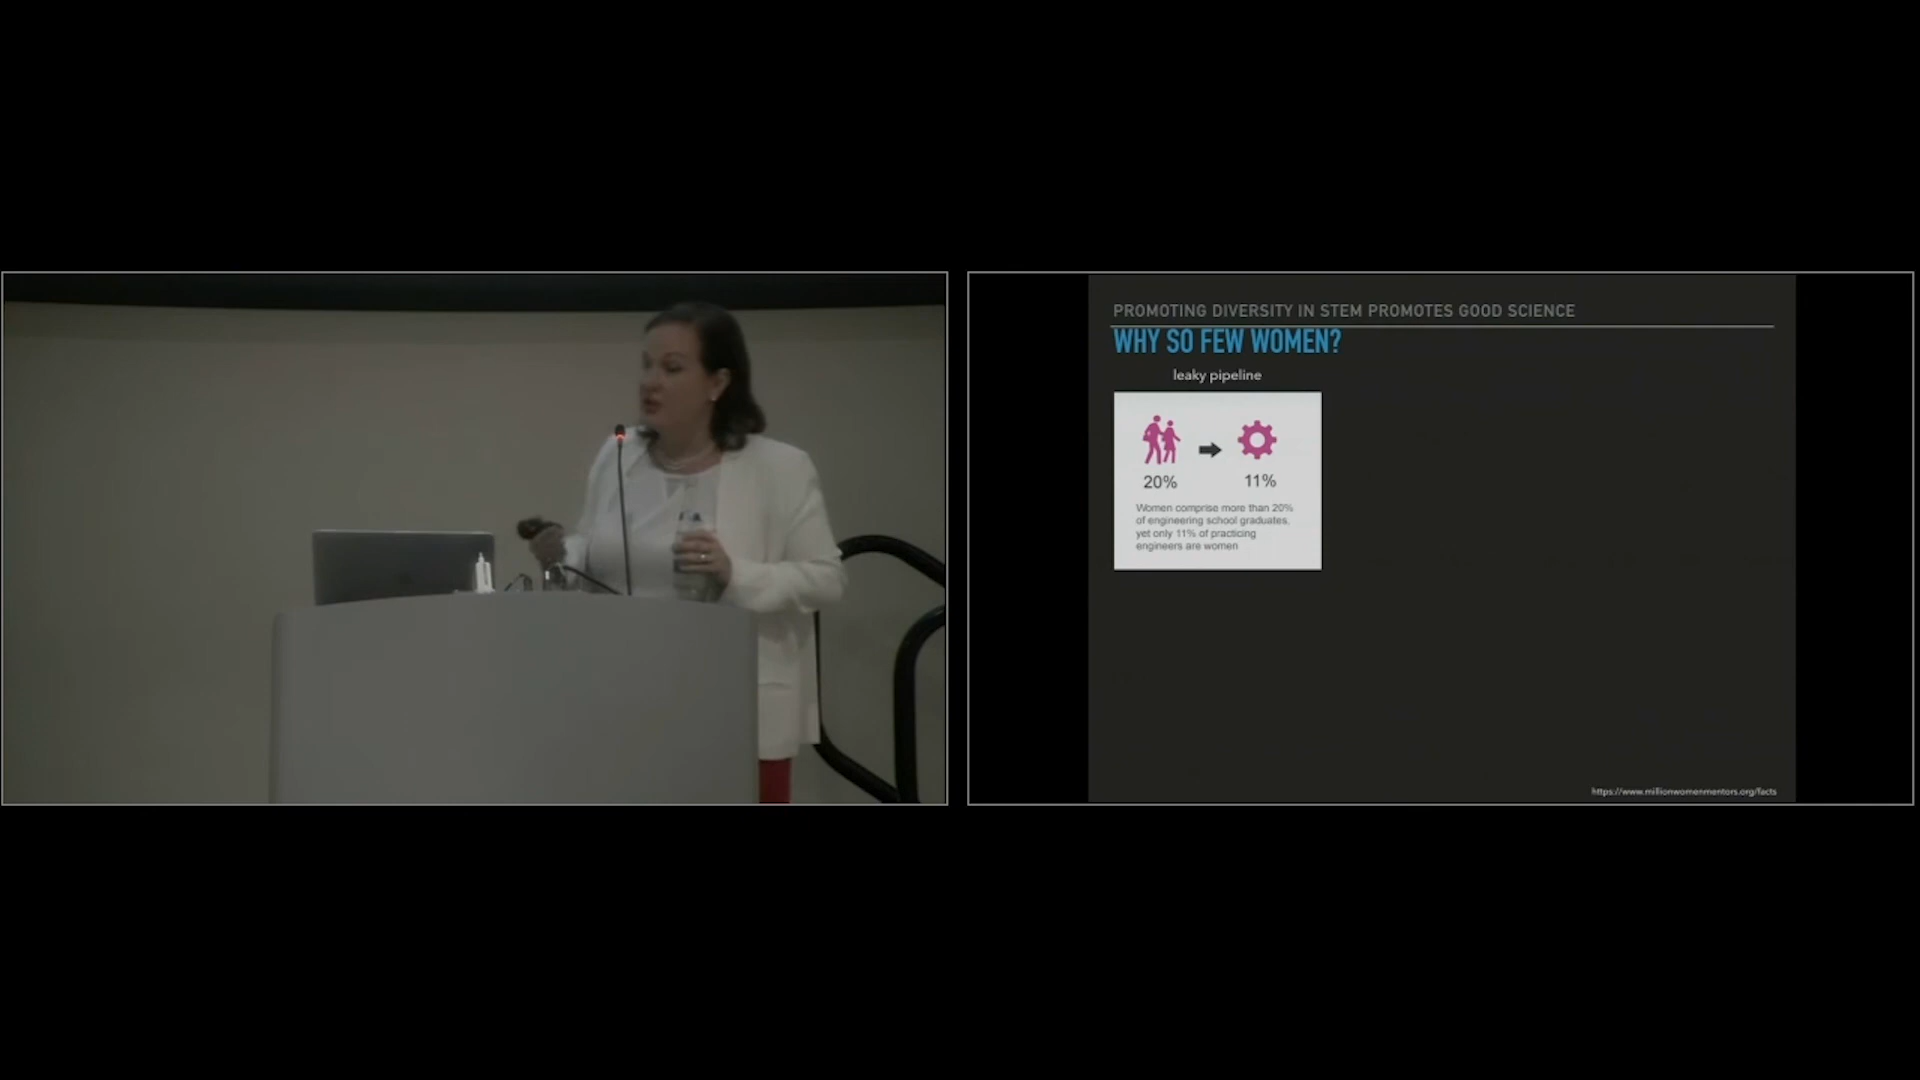 PROMOTING DIVERSITY IN STEM PROMOTES GOOD SCIENCE
WHY SO FEW WOMEN?
leaky pipeline
20%
11%
Women comprise more than 20%
of engineering school graduates,
yet only 11% of practicing
engineers are women
https://www.millionwomenmentors.org/facts